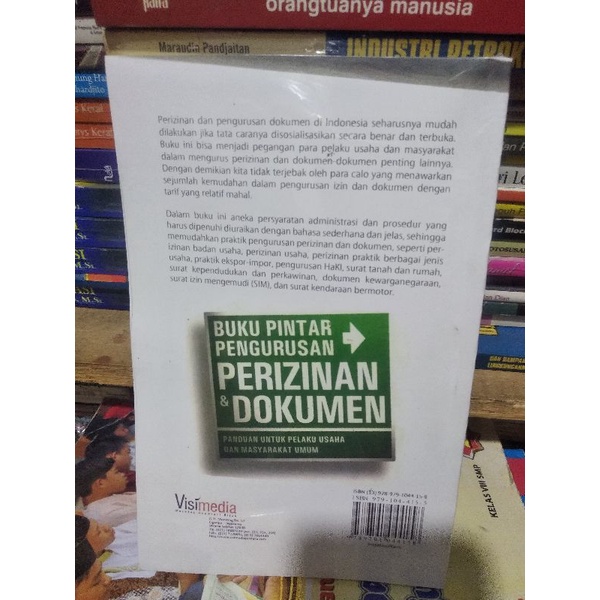 orangtuanya manusia
Maraudia Pandjaitan
INDUSTRI PETROK
Perizinan dan pengurusan dokumen di Indonesia seharusnya mudah
dilakukan jika tata caranya disosialisasikan secara benar dan terbuka.
Buku ini bisa menjadi pegangan para pelaku usaha dan masyarakat
dalam mengurus perizinan dan dokumen-dokumen penting lainnya.
Dengan demikian kita tidak terjebak oleh para calo yang menawarkan
sejumlah kemudahan dalam pengurusan izin dan dokumen dengan
tarif yang relatif mahal.
Dalam buku ini aneka persyaratan administrasi dan prosedur yang
harus dipenuhi diuraikan dengan bahasa sederhana dan jelas, sehingga
memudahkan praktik pengurusan perizinan dan dokumen, seperti per-
izinan badan usaha, perizinan usaha, perizinan praktik berbagai jenis
usaha, praktik ekspor-impor, pengurusan HaKI, surat tanah dan rumah,
surat kependudukan dan perkawinan, dokumen kewarganegaraan,
surat izin mengemudi (SIM), dan surat kendaraan bermotor.
BUKU PINTAR
PENGURUSAN
PERIZINAN
& DOKUMEN
PANDUAN UNTUK PELAKU USAHA
DAN MASYARAKAT UMUM
Visimedia
KELAS VIII SMP